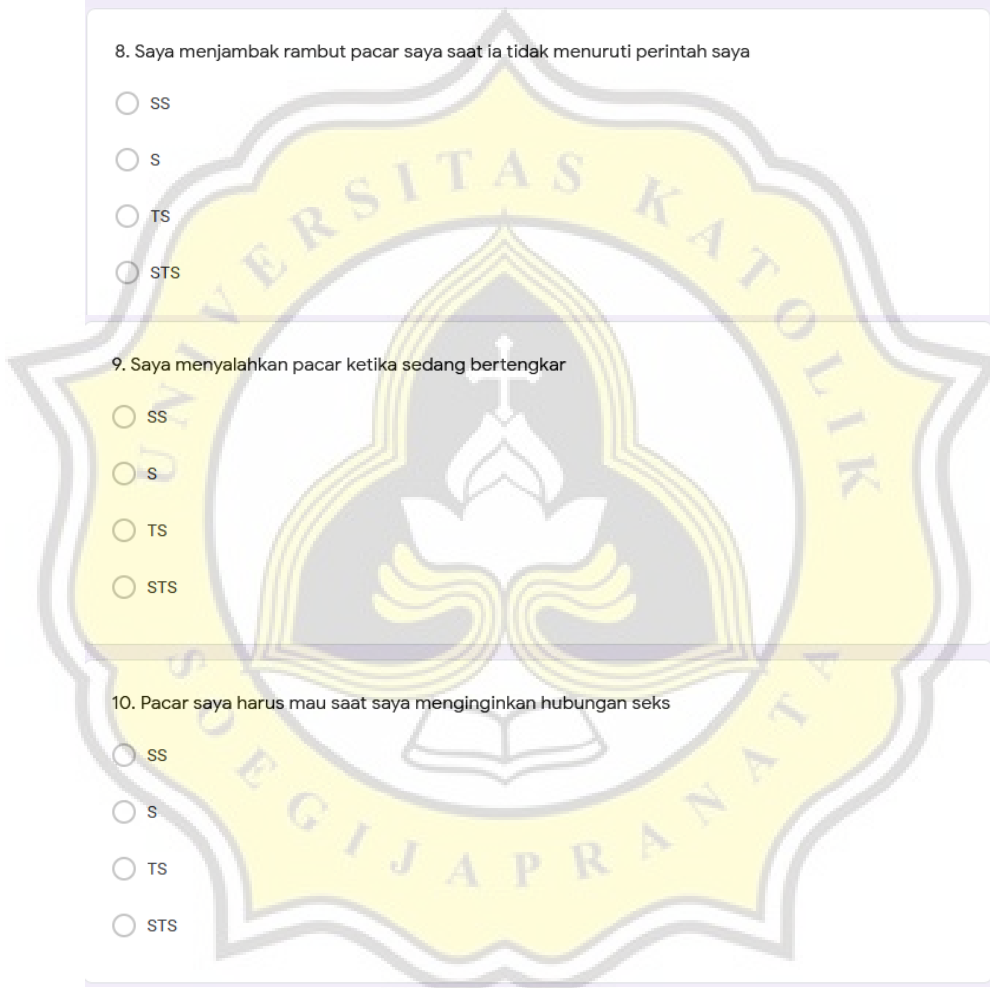 8. Saya menjambak rambut pacar saya saat ia tidak menuruti perintah saya
SS
S
TS
STS
9. Saya menyalahkan pacar ketika sedang bertengkar
SS
S
TS
STS
10. Pacar saya harus mau saat saya menginginkan hubungan seks
SS
S
TS
STS
UNIVERSITAS KATOLIK
SOEGIJAPRANATA